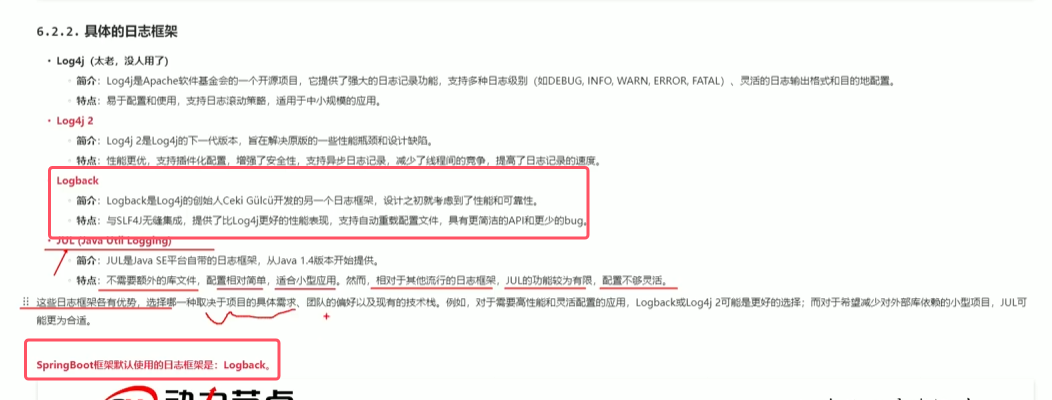 6.2.2. 具体的日志框架
• Log4j（太老，没人用了）
◦ 简介：Log4j是Apache软件基金会的一个开源项目，它提供了强大的日志记录功能，支持多种日志级别（如DEBUG, INFO, WARN, ERROR, FATAL）、灵活的日志输出格式和目的地配置。
◦ 特点：易于配置和使用，支持日志滚动策略，适用于中小规模的应用。
• Log4j 2
◦ 简介：Log4j 2是Log4j的下一代版本，旨在解决原版的一些性能瓶颈和设计缺陷。
◦ 特点：性能更优，支持插件化配置，增强了安全性，支持异步日志记录，减少了线程间的竞争，提高了日志记录的速度。
Logback
◦ 简介：Logback是Log4j的创始人Ceki Gülcü开发的另一个日志框架，设计之初就考虑到了性能和可靠性。
◦ 特点：与SLF4J无缝集成，提供了比Log4j更好的性能表现，支持自动重载配置文件，具有更简洁的API和更少的bug。
• JUL (Java Util Logging)
◦ 简介：JUL是Java SE平台自带的日志框架，从Java 1.4版本开始提供。
◦ 特点：不需要额外的库文件，配置相对简单，适合小型应用。然而，相对于其他流行的日志框架，JUL的功能较为有限，配置不够灵活。
这些日志框架各有优势，选择哪一种取决于项目的具体需求、团队的偏好以及现有的技术栈。例如，对于需要高性能和灵活配置的应用，Logback或Log4j 2可能是更好的选择；而对于希望减少对外部库依赖的小型项目，JUL可
能更为合适。
SpringBoot框架默认使用的日志框架是：Logback。
动力节点